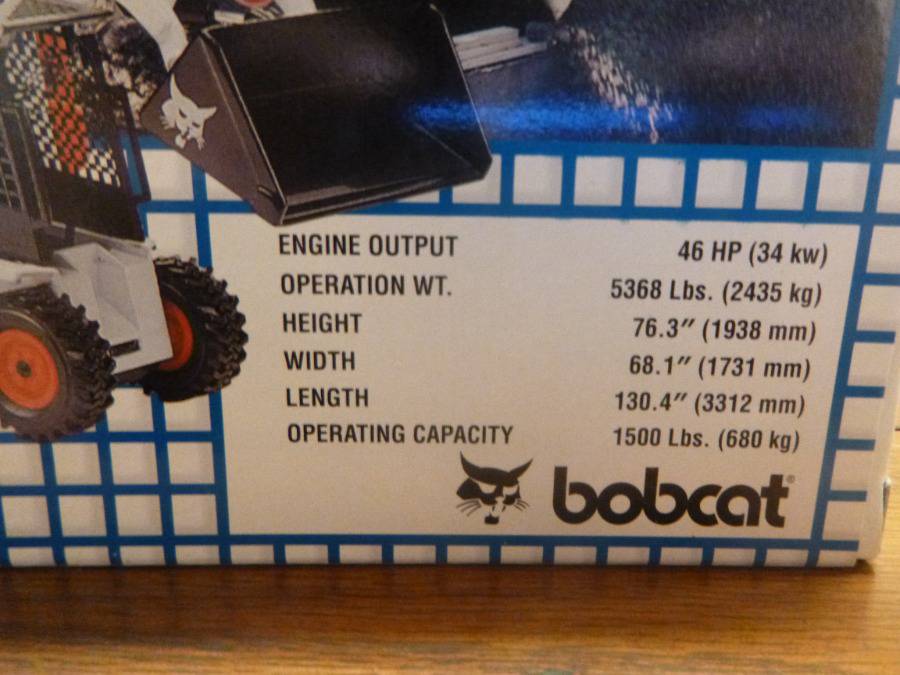 ENGINE OUTPUT 46 HP (34 kw)
OPERATION WT. 5368 Lbs. (2435 kg)
HEIGHT 76.3″ (1938 mm)
WIDTH 68.1″ (1731 mm)
LENGTH 130.4″ (3312 mm)
OPERATING CAPACITY 1500 Lbs. (680 kg)
bobcat®